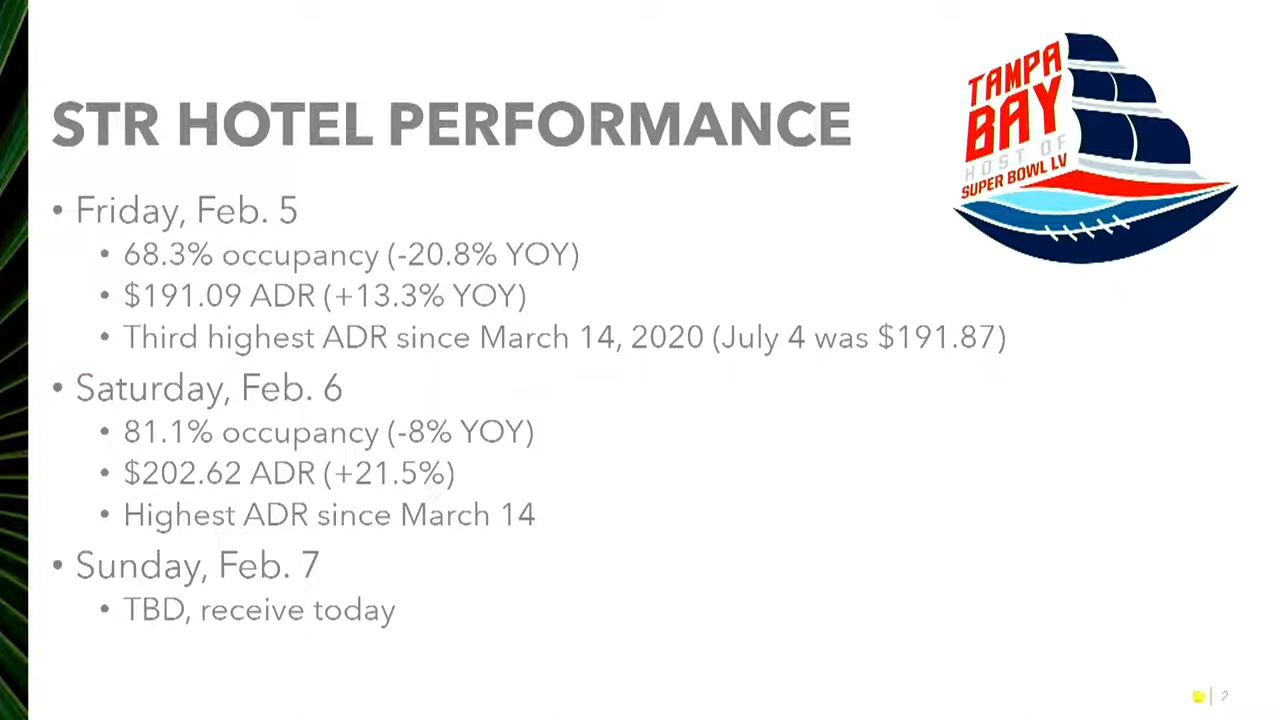 STR HOTEL PERFORMANCE
TAMPA
BAY
HOST OF
SUPER BOWL LV
• Friday, Feb. 5
• 68.3% occupancy (-20.8% YOY)
• $191.09 ADR (+13.3% YOY)
• Third highest ADR since March 14, 2020 (July 4 was $191.87)
• Saturday, Feb. 6
• 81.1% occupancy (-8% YOY)
• $202.62 ADR (+21.5%)
• Highest ADR since March 14
• Sunday, Feb. 7
• TBD, receive today
2